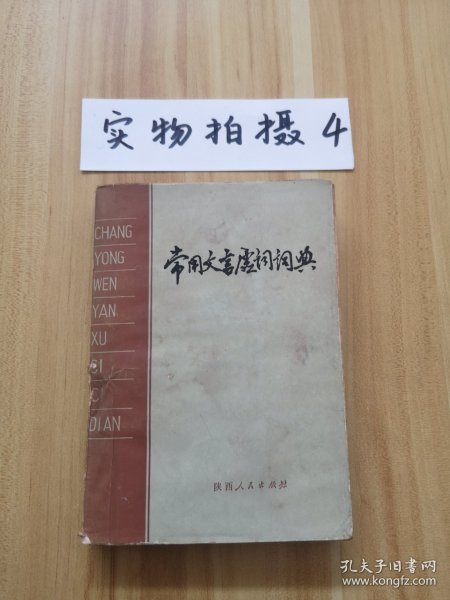 实物拍摄4
CHANG
YONG
WEN
YAN
XU
CI
CI
DIAN
常用文言虚词词典
陕西人民出版社
孔夫子旧书网
www.kongfz.com